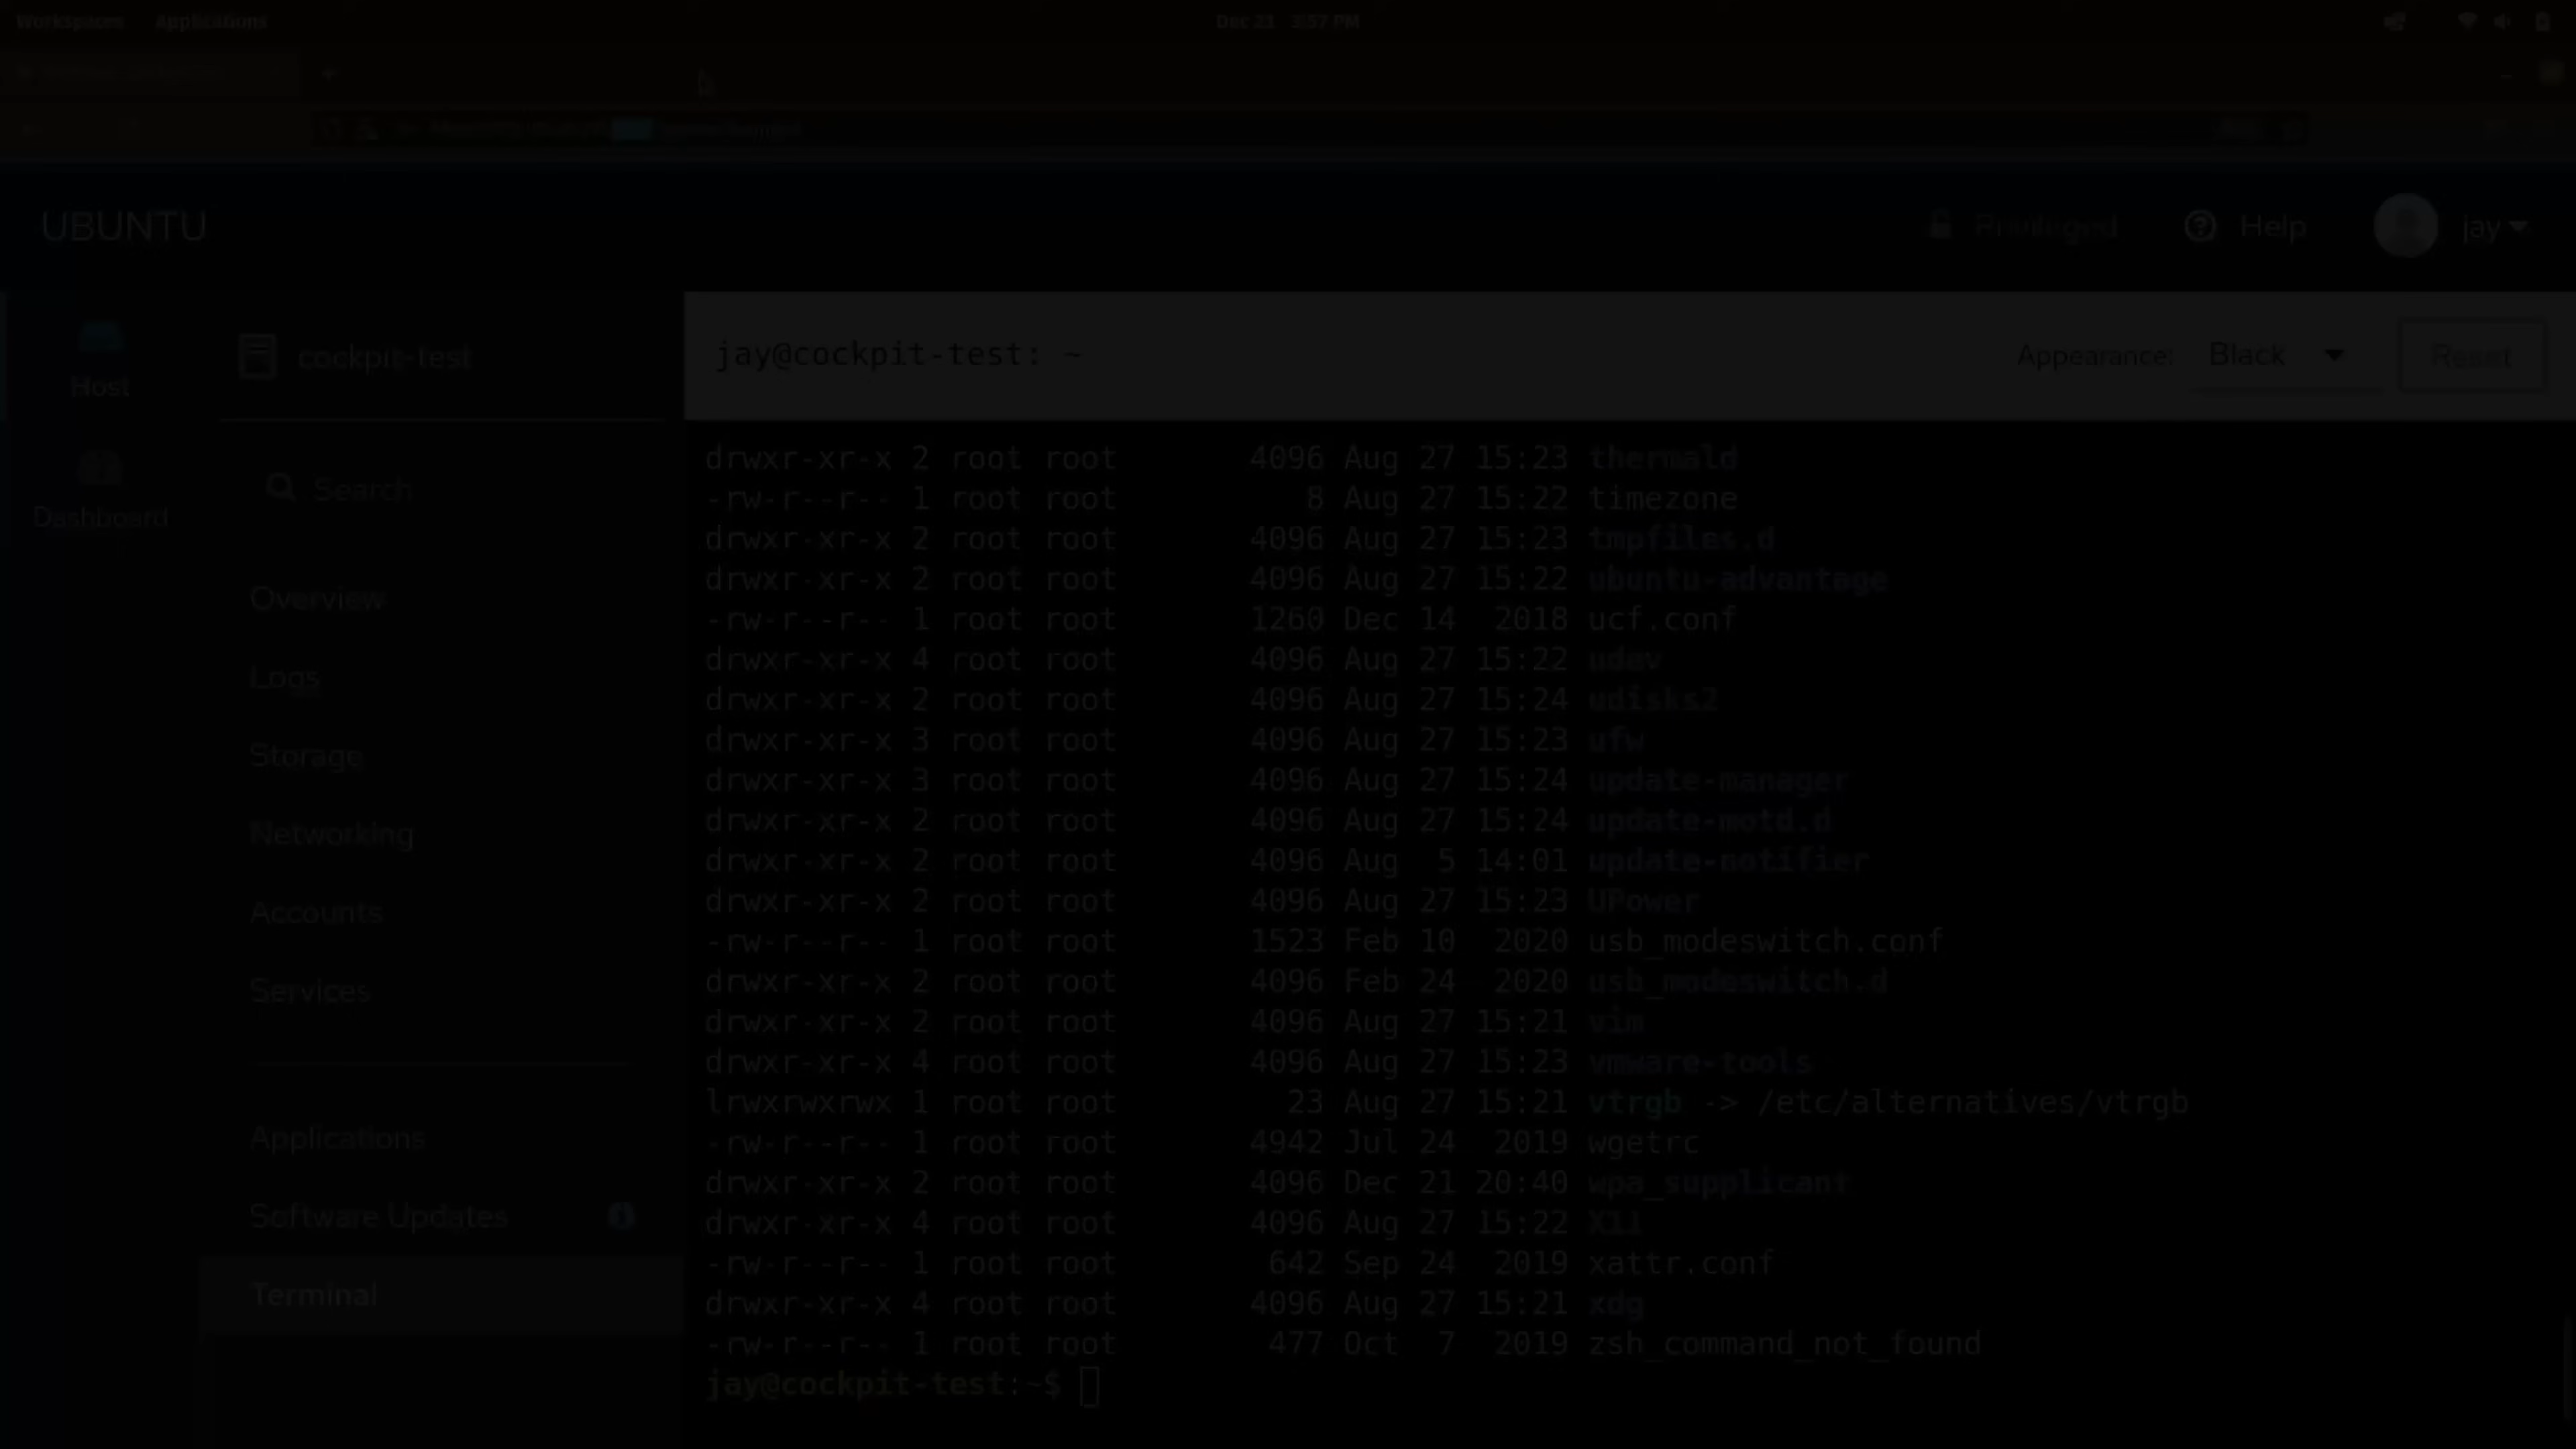 Workspaces Applications Dec 21 3:57 PM
UBUNTU Privileged Help jay
Host
Dashboard
cockpit-test
Search
Overview
Logs
Storage
Networking
Accounts
Services
Applications
Software Updates
Terminal
jay@cockpit-test: ~ Appearance: Black Reset
drwxr-xr-x 2 root root 4096 Aug 27 15:23 thermald
-rw-r--r-- 1 root root 8 Aug 27 15:22 timezone
drwxr-xr-x 2 root root 4096 Aug 27 15:23 tmpfiles.d
drwxr-xr-x 2 root root 4096 Aug 27 15:22 ubuntu-advantage
-rw-r--r-- 1 root root 1260 Dec 14 2018 ucf.conf
drwxr-xr-x 4 root root 4096 Aug 27 15:22 udev
drwxr-xr-x 2 root root 4096 Aug 27 15:24 udisks2
drwxr-xr-x 3 root root 4096 Aug 27 15:23 ufw
drwxr-xr-x 3 root root 4096 Aug 27 15:24 update-manager
drwxr-xr-x 2 root root 4096 Aug 27 15:24 update-motd.d
drwxr-xr-x 2 root root 4096 Aug 5 14:01 update-notifier
drwxr-xr-x 2 root root 4096 Aug 27 15:23 UPower
-rw-r--r-- 1 root root 1523 Feb 10 2020 usb_modeswitch.conf
drwxr-xr-x 2 root root 4096 Feb 24 2020 usb_modeswitch.d
drwxr-xr-x 2 root root 4096 Aug 27 15:21 vim
drwxr-xr-x 4 root root 4096 Aug 27 15:23 vmware-tools
lrwxrwxrwx 1 root root 23 Aug 27 15:21 vtrgb -> /etc/alternatives/vtrgb
-rw-r--r-- 1 root root 4942 Jul 24 2019 wgetrc
drwxr-xr-x 2 root root 4096 Dec 21 20:40 wpa_supplicant
drwxr-xr-x 4 root root 4096 Aug 27 15:22 X11
-rw-r--r-- 1 root root 642 Sep 24 2019 xattr.conf
drwxr-xr-x 4 root root 4096 Aug 27 15:21 xdg
-rw-r--r-- 1 root root 477 Oct 7 2019 zsh_command_not_found
jay@cockpit-test:~$